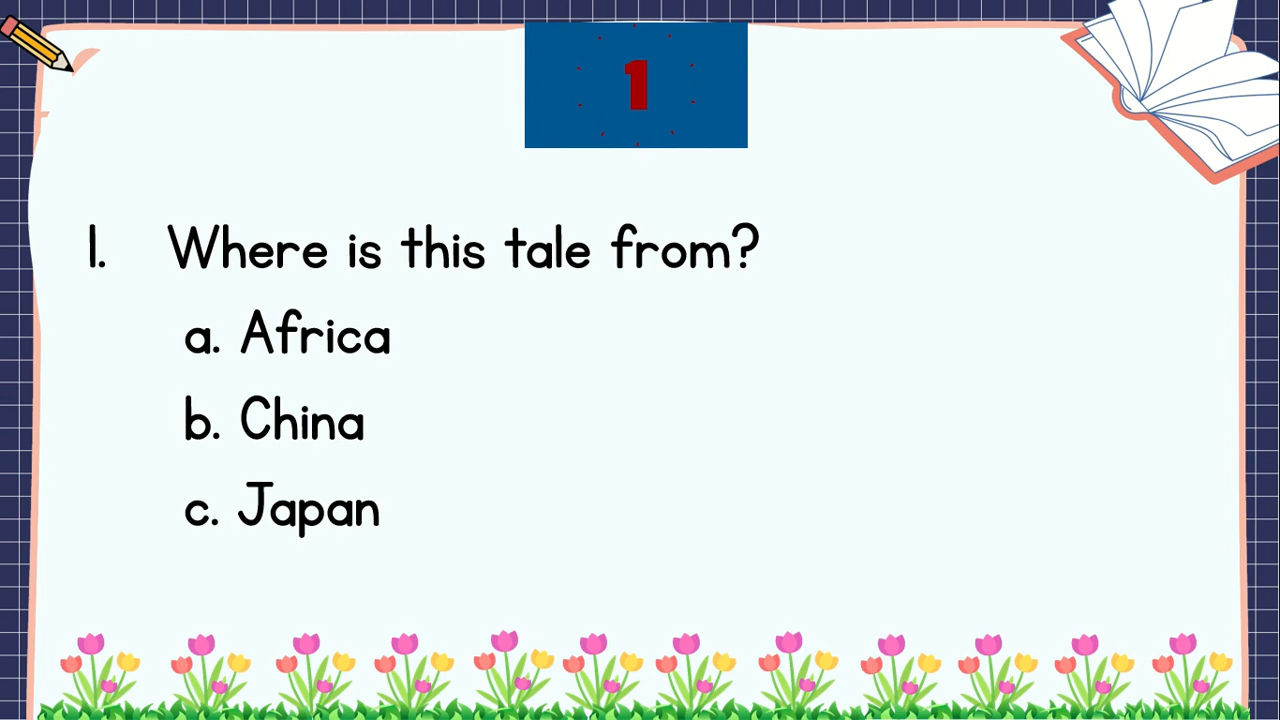 1
1. Where is this tale from?
a. Africa
b. China
c. Japan